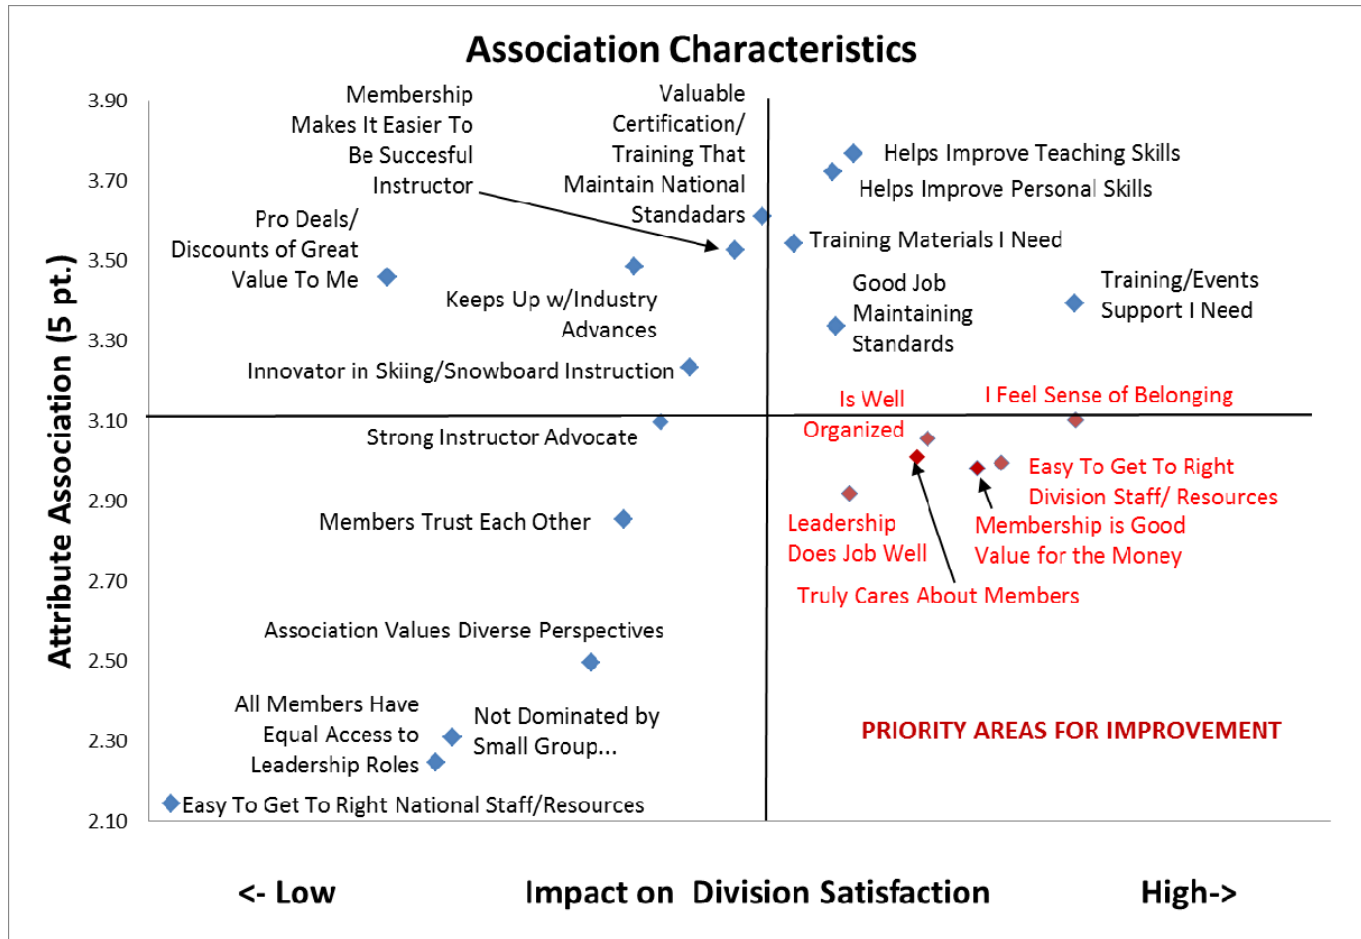 Association Characteristics
Attribute Association (5 pt.)
3.90
3.70
3.50
3.30
3.10
2.90
2.70
2.50
2.30
2.10
Membership
Makes It Easier To
Be Succesful
Instructor
Valuable
Certification/
Training That
Maintain National
Standadars
Helps Improve Teaching Skills
Helps Improve Personal Skills
Pro Deals/
Discounts of Great
Value To Me
Training Materials I Need
Keeps Up w/Industry
Advances
Good Job
Maintaining
Standards
Training/Events
Support I Need
Innovator in Skiing/Snowboard Instruction
Is Well
Organized
I Feel Sense of Belonging
Strong Instructor Advocate
Easy To Get To Right
Division Staff/ Resources
Members Trust Each Other
Leadership
Does Job Well
Membership is Good
Value for the Money
Truly Cares About Members
Association Values Diverse Perspectives
All Members Have
Equal Access to
Leadership Roles
Not Dominated by
Small Group...
PRIORITY AREAS FOR IMPROVEMENT
Easy To Get To Right National Staff/Resources
<- Low
Impact on Division Satisfaction
High->